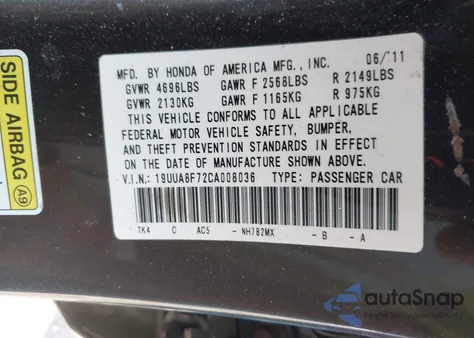 MFD. BY HONDA OF AMERICA MFG., INC. 06/11
GVWR 4696LBS GAWR F 2568LBS R 2149LBS
GVWR 2130KG GAWR F 1165KG R 975KG
THIS VEHICLE CONFORMS TO ALL APPLICABLE
FEDERAL MOTOR VEHICLE SAFETY, BUMPER,
AND THEFT PREVENTION STANDARDS IN EFFECT
ON THE DATE OF MANUFACTURE SHOWN ABOVE.
V.I.N.: 19UUA8F72CA008036 TYPE: PASSENGER CAR
TK4 C AC5 - NH782MX - B - A
SIDE AIRBAG
A9
autoSnap